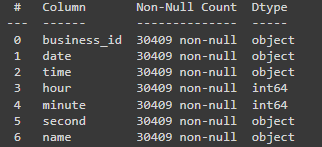 #   Column       Non-Null Count  Dtype
---  ------       --------------  -----
0   business_id  30409 non-null  object
1   date         30409 non-null  object
2   time         30409 non-null  object
3   hour         30409 non-null  int64
4   minute       30409 non-null  int64
5   second       30409 non-null  object
6   name         30409 non-null  object